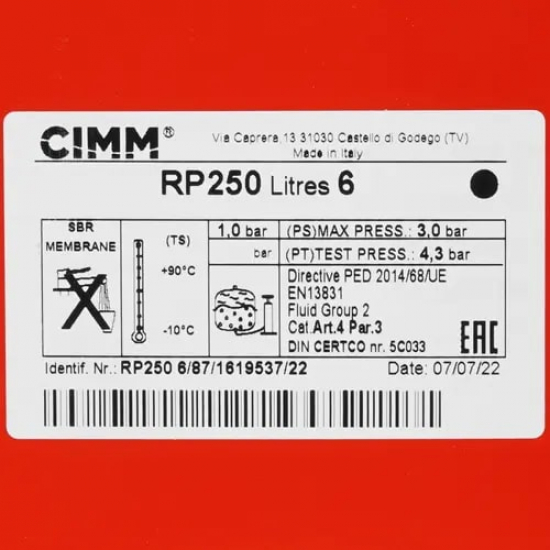 CIMM®
Via Caprera,13 31030 Castello di Godego (TV)
Made in Italy
RP250 Litres 6
SBR
MEMBRANE
(TS)
+90°C
-10°C
1,0 bar
bar
(PS)MAX PRESS.: 3,0 bar
(PT)TEST PRESS.: 4,3 bar
Directive PED 2014/68/UE
EN13831
Fluid Group 2
Cat.Art.4 Par.3
DIN CERTCO nr. 5C033
EAC
Identif. Nr.: RP250 6/87/1619537/22
Date: 07/07/22